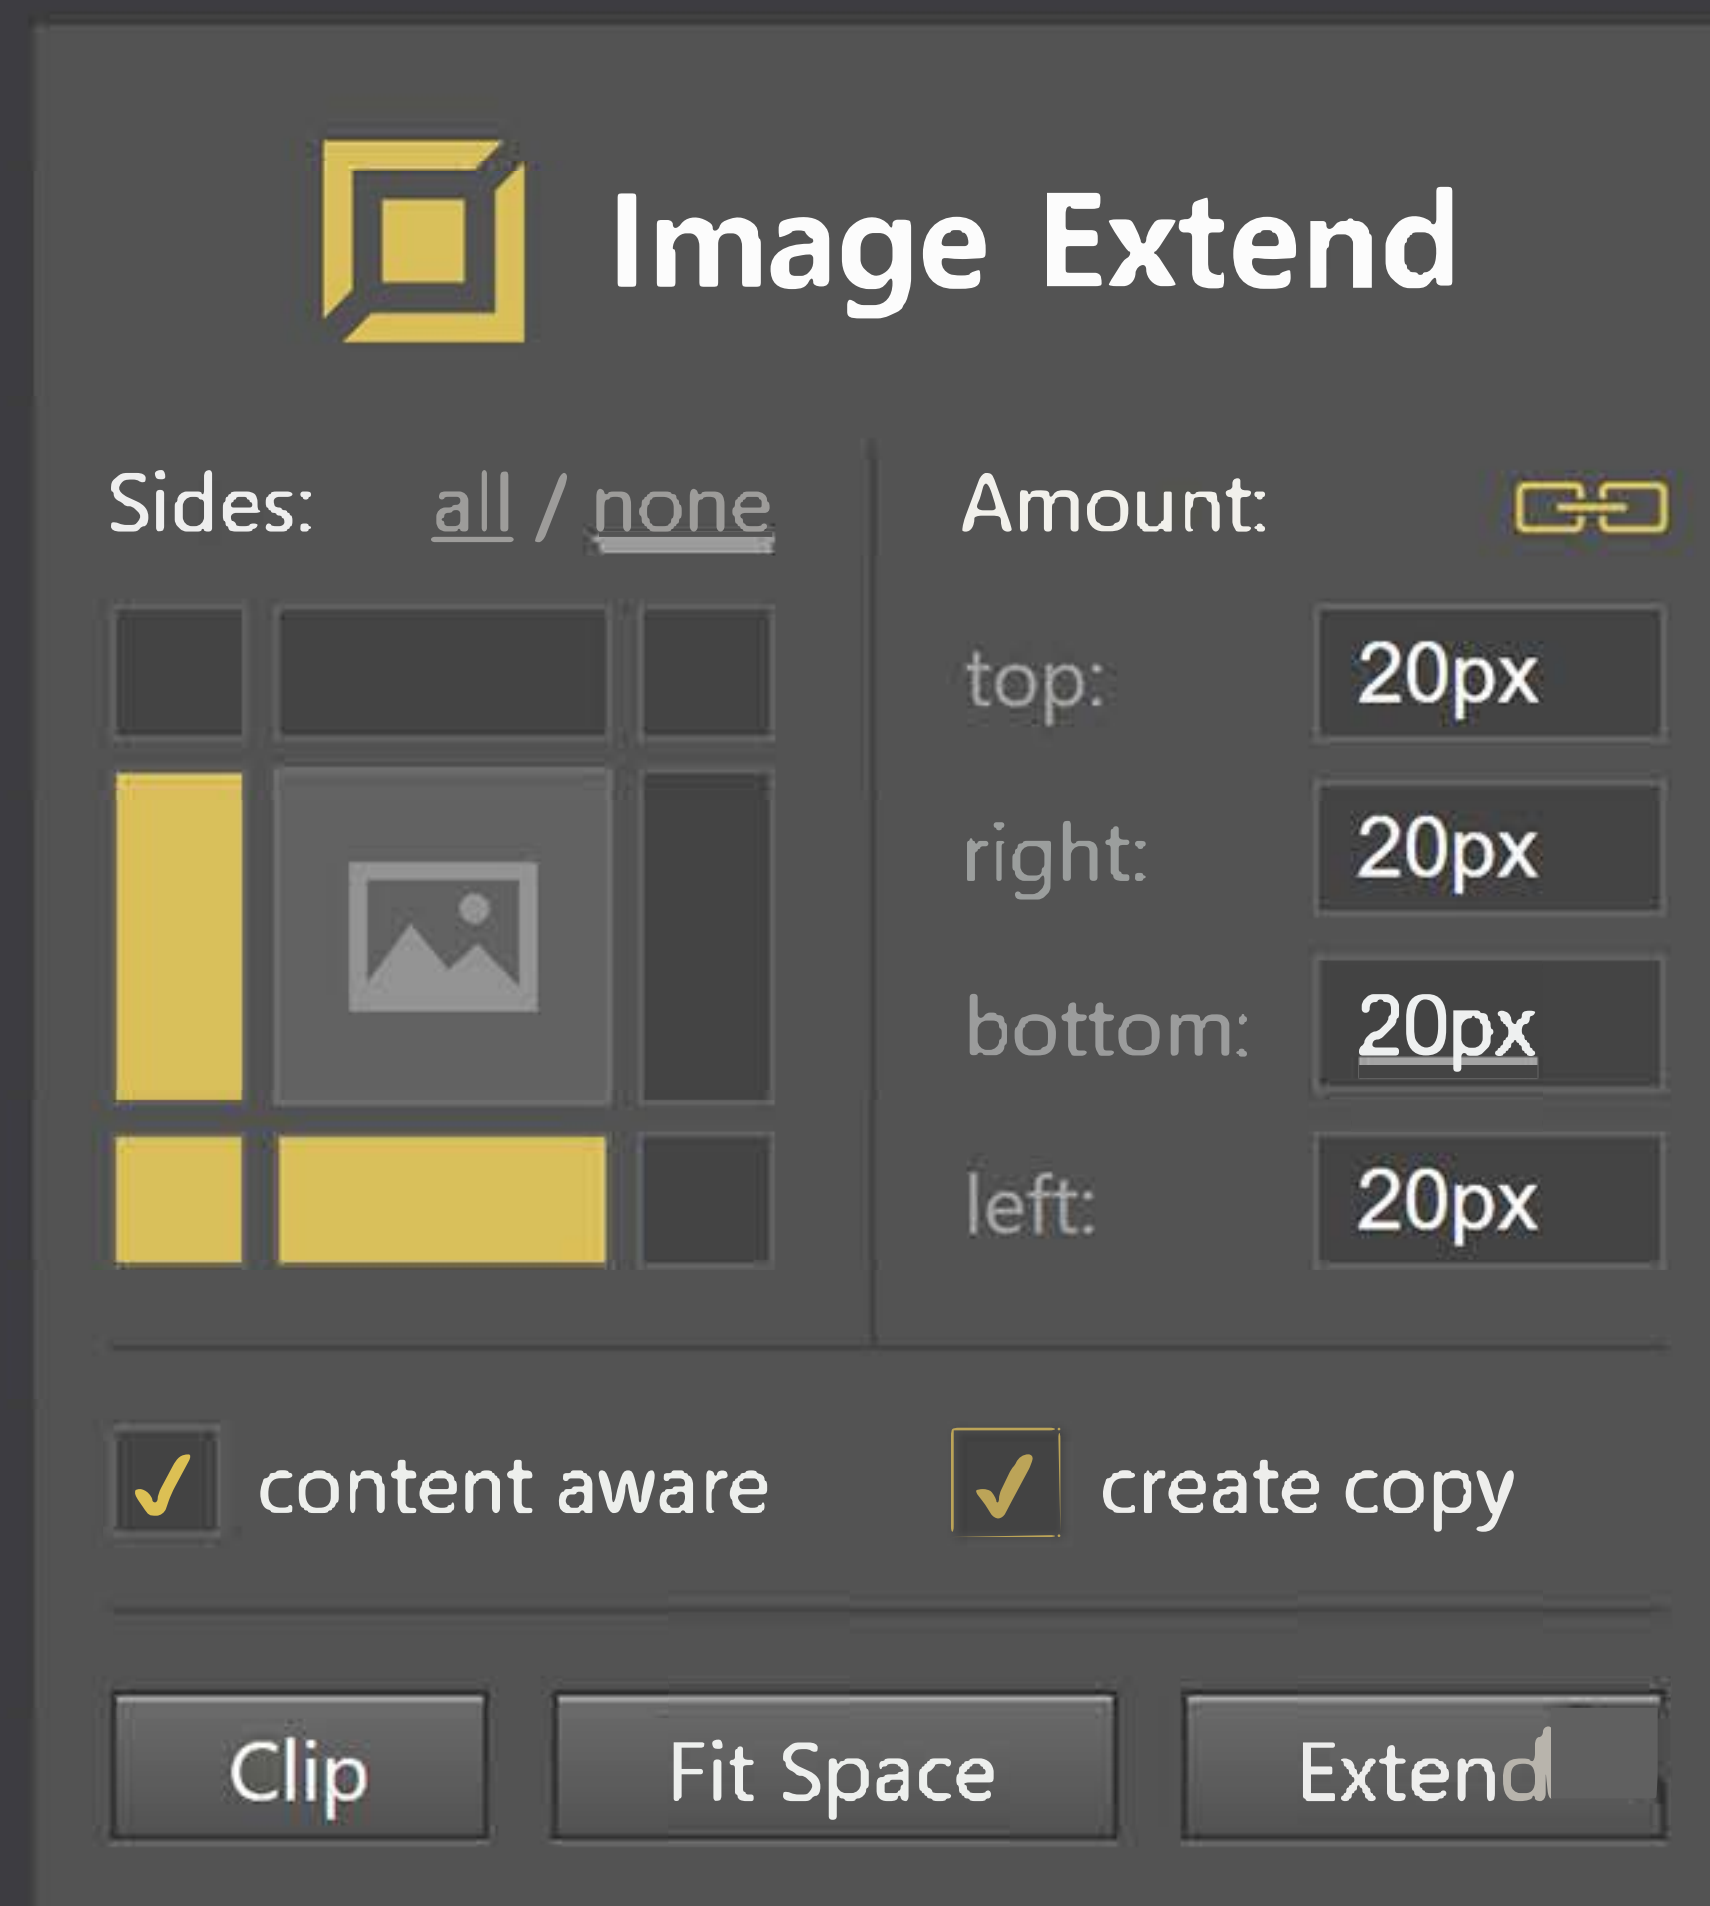 Image Extend
Sides: all / none
Amount:
top: 20px
right: 20px
bottom: 20px
left: 20px
content aware
create copy
Clip
Fit Space
Extend